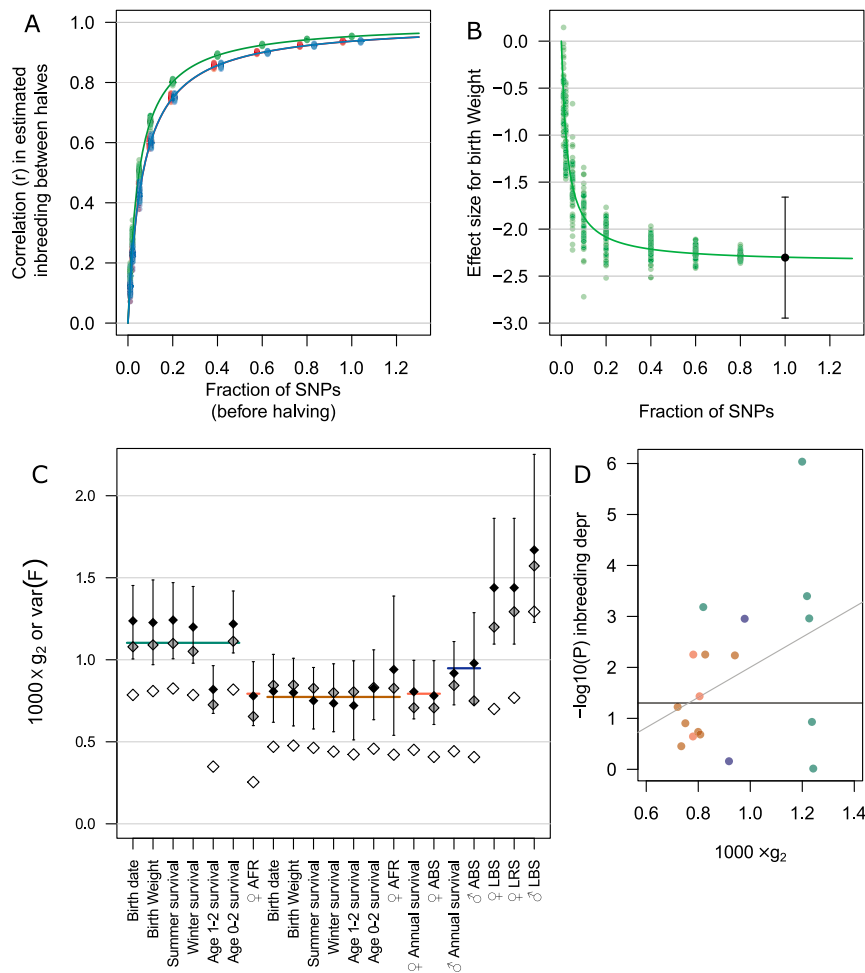 A
Correlation (r) in estimated
inbreeding between halves
1.0
0.8
0.6
0.4
0.2
0.0
0.0 0.2 0.4 0.6 0.8 1.0 1.2
Fraction of SNPs
(before halving)
B
Effect size for birth Weight
0.0
−0.5
−1.0
−1.5
−2.0
−2.5
−3.0
0.0 0.2 0.4 0.6 0.8 1.0 1.2
Fraction of SNPs
C
1000 × g2 or var(F)
2.0
1.5
1.0
0.5
0.0
Birth date
Birth Weight
Summer survival
Winter survival
Age 1−2 survival
Age 0−2 survival
♀ AFR
Birth date
Birth Weight
Summer survival
Winter survival
Age 1−2 survival
Age 0−2 survival
♀ AFR
♀ Annual survival
♀ ABS
♂ Annual survival
♂ ABS
♀ LBS
♀ LRS
♂ LBS
D
−log10(P) inbreeding depr
6
5
4
3
2
1
0
0.6 0.8 1.0 1.2 1.4
1000 ×g2